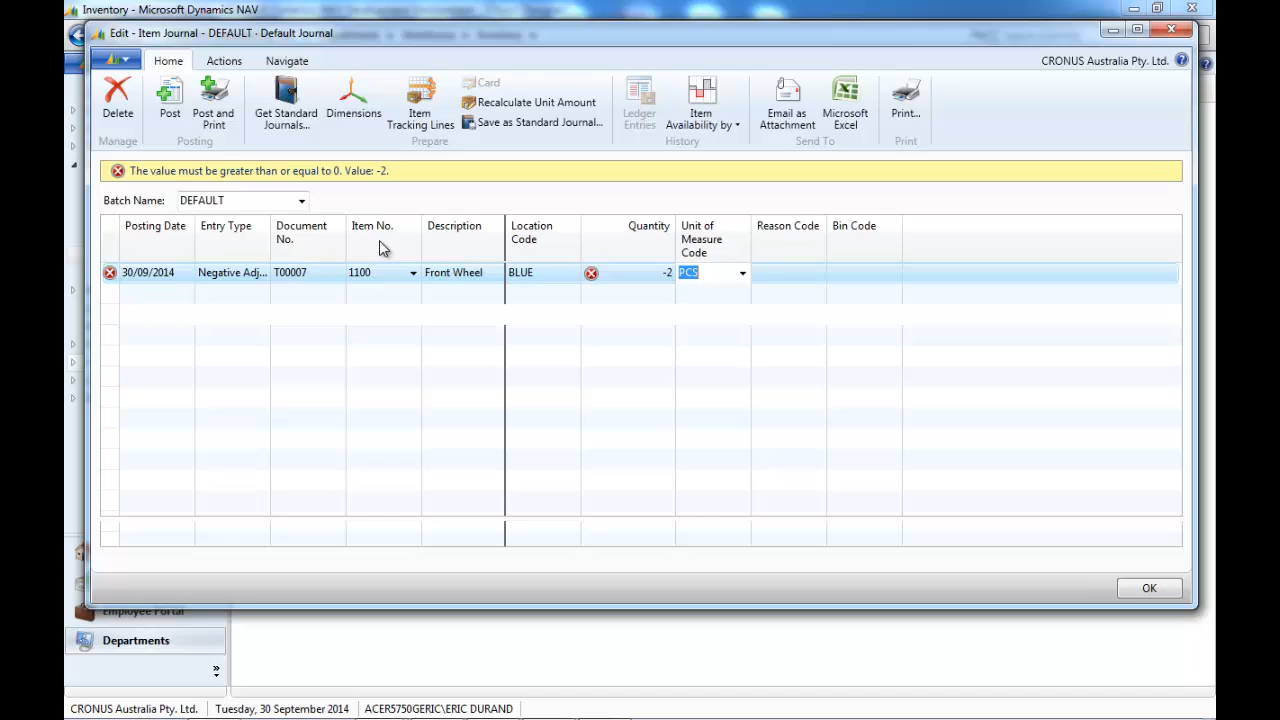 Inventory - Microsoft Dynamics NAV
Edit - Item Journal - DEFAULT - Default Journal
Home Actions Navigate CRONUS Australia Pty. Ltd.
Delete
Post
Post and Print
Get Standard Journals...
Dimensions
Item Tracking Lines
Card
Recalculate Unit Amount
Save as Standard Journal...
Ledger Entries
Item Availability by
Email as Attachment
Microsoft Excel
Print...
Manage Posting Prepare History Send To Print
The value must be greater than or equal to 0. Value: -2.
Batch Name: DEFAULT
Posting Date Entry Type Document No. Item No. Description Location Code Quantity Unit of Measure Code Reason Code Bin Code
30/09/2014 Negative Adj... T00007 1100 Front Wheel BLUE -2 PCS
OK
Employee Portal
Departments
CRONUS Australia Pty. Ltd. Tuesday, 30 September 2014 ACER5750GERIC\ERIC DURAND